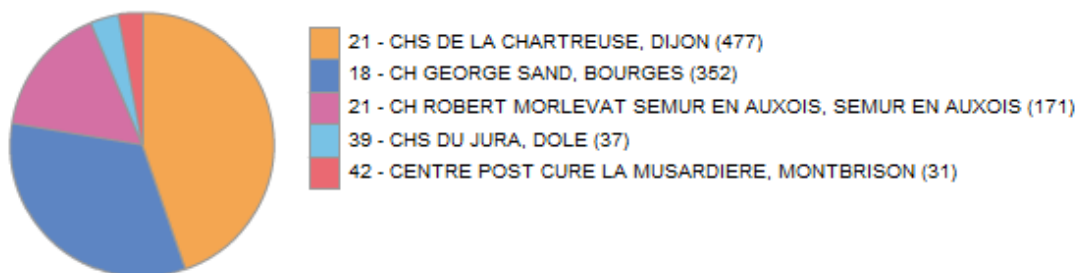 21 - CHS DE LA CHARTREUSE, DIJON (477)
18 - CH GEORGE SAND, BOURGES (352)
21 - CH ROBERT MORLEVAT SEMUR EN AUXOIS, SEMUR EN AUXOIS (171)
39 - CHS DU JURA, DOLE (37)
42 - CENTRE POST CURE LA MUSARDIERE, MONTBRISON (31)